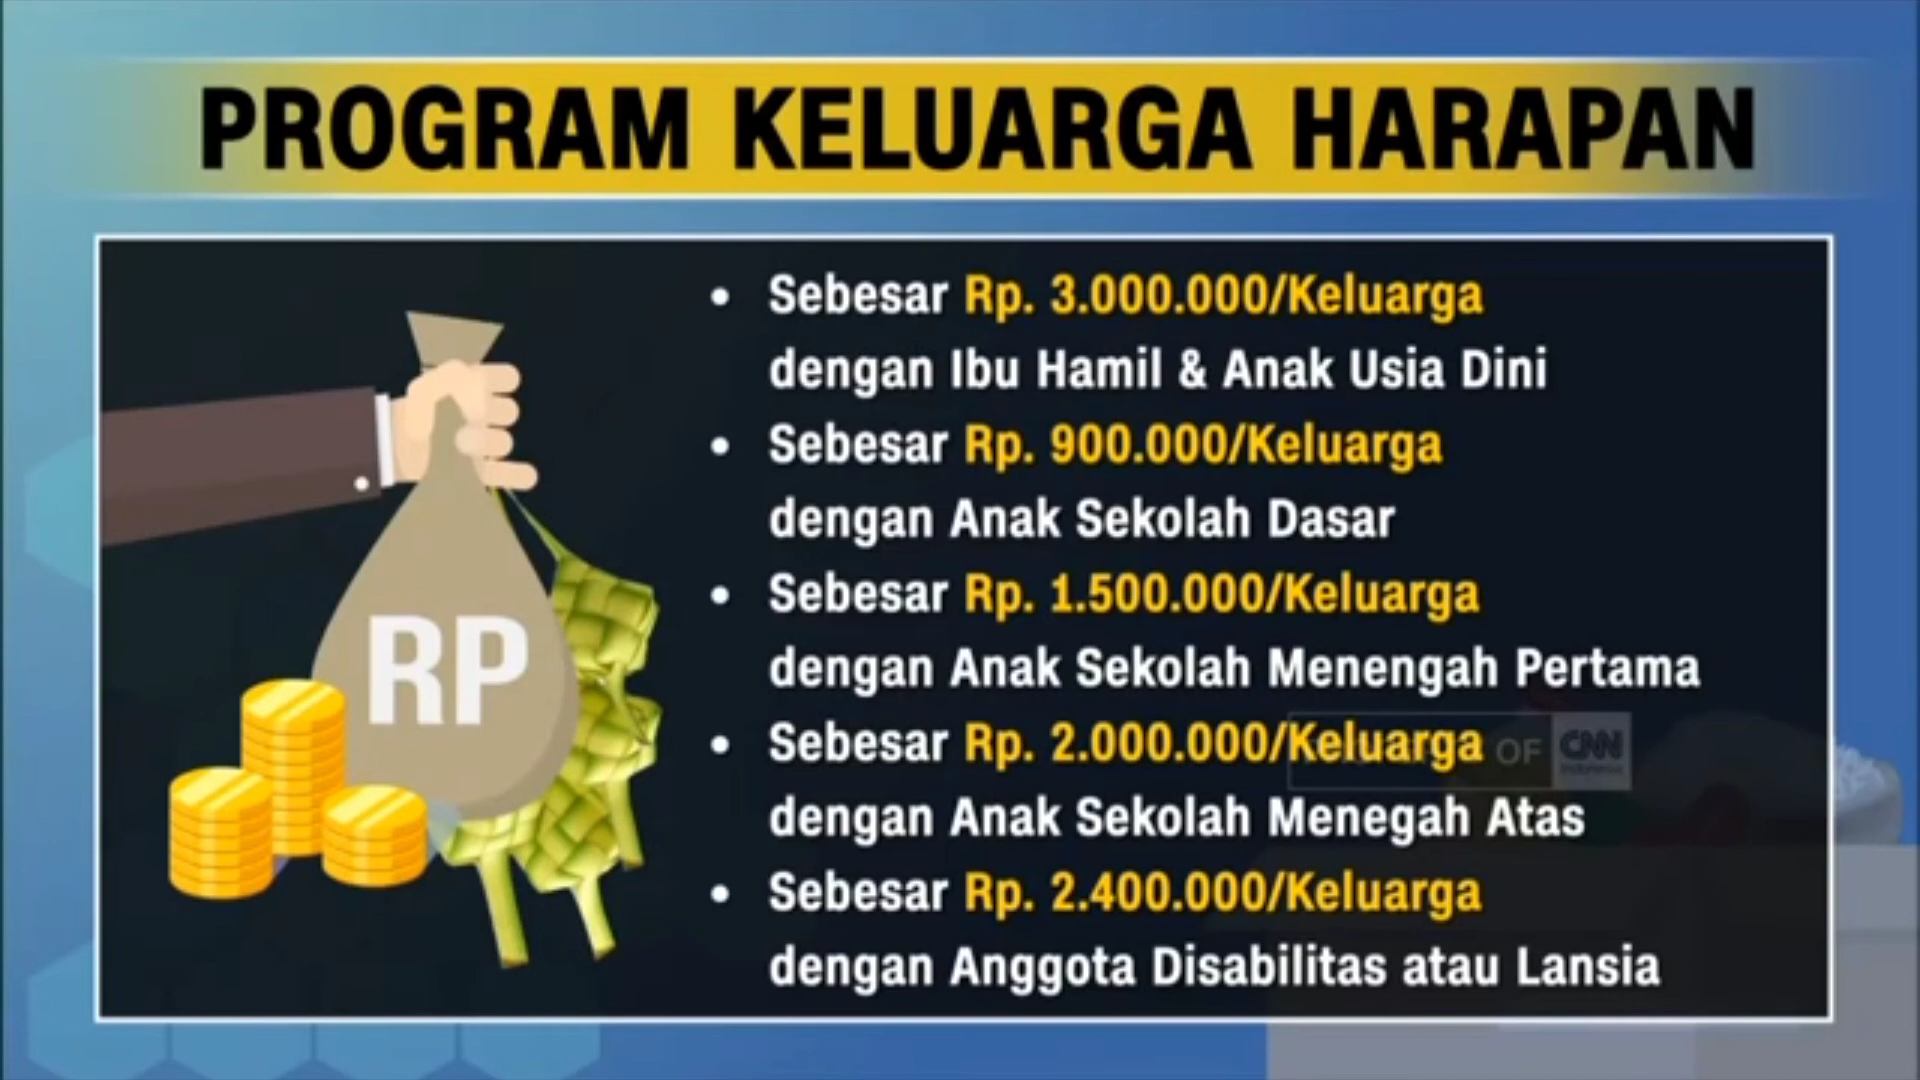 PROGRAM KELUARGA HARAPAN
• Sebesar Rp. 3.000.000/Keluarga
dengan Ibu Hamil & Anak Usia Dini
• Sebesar Rp. 900.000/Keluarga
dengan Anak Sekolah Dasar
• Sebesar Rp. 1.500.000/Keluarga
dengan Anak Sekolah Menengah Pertama
• Sebesar Rp. 2.000.000/Keluarga
dengan Anak Sekolah Menegah Atas
• Sebesar Rp. 2.400.000/Keluarga
dengan Anggota Disabilitas atau Lansia
RP
OF CNN
Indonesia